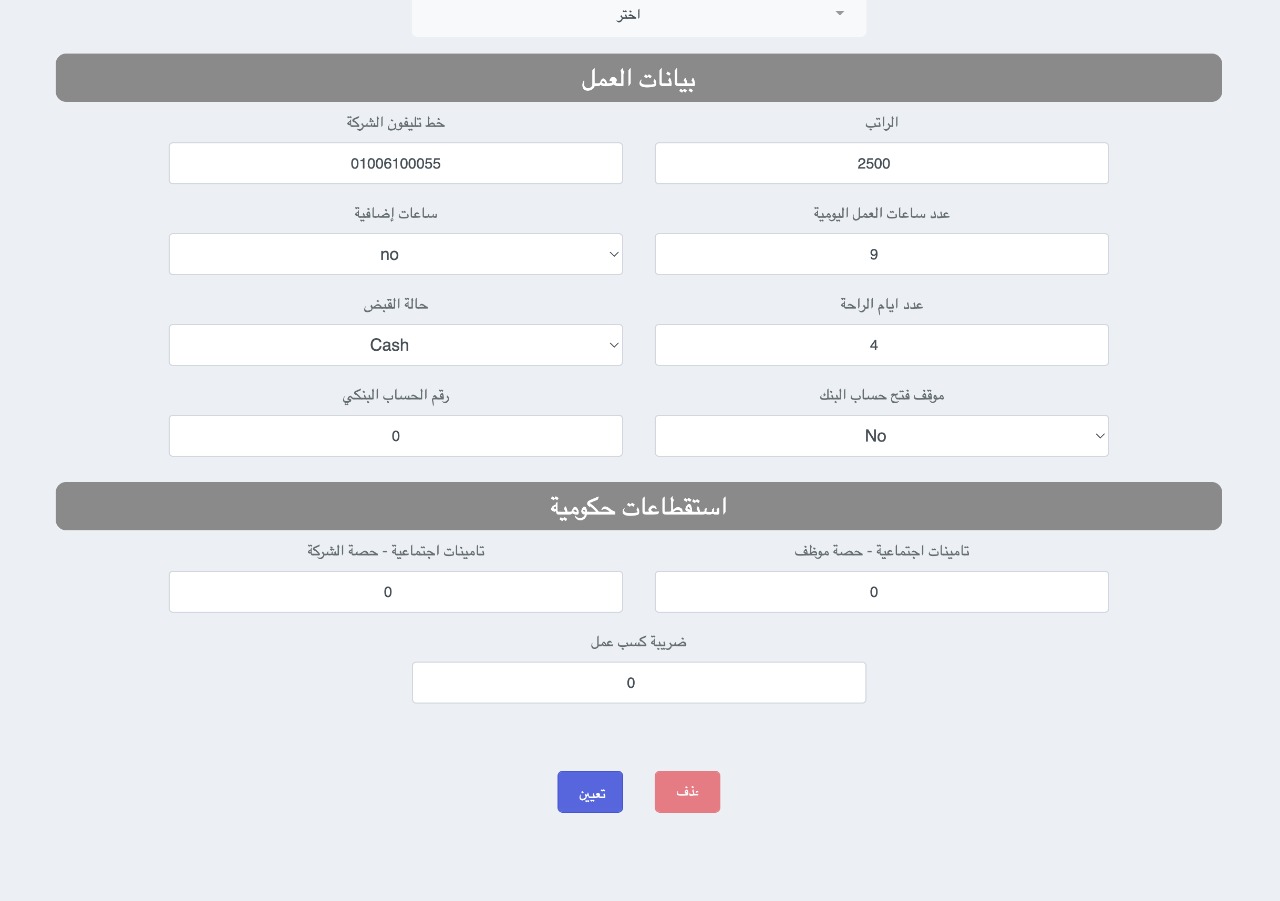 اختر
بيانات العمل
الراتب
خط تليفون الشركة
2500
01006100055
عدد ساعات العمل اليومية
ساعات إضافية
9
no
عدد ايام الراحة
حالة القبض
4
Cash
موقف فتح حساب البنك
رقم الحساب البنكي
No
0
استقطاعات حكومية
تامينات اجتماعية - حصة موظف
تامينات اجتماعية - حصة الشركة
0
0
ضريبة كسب عمل
0
حذف
تعيين